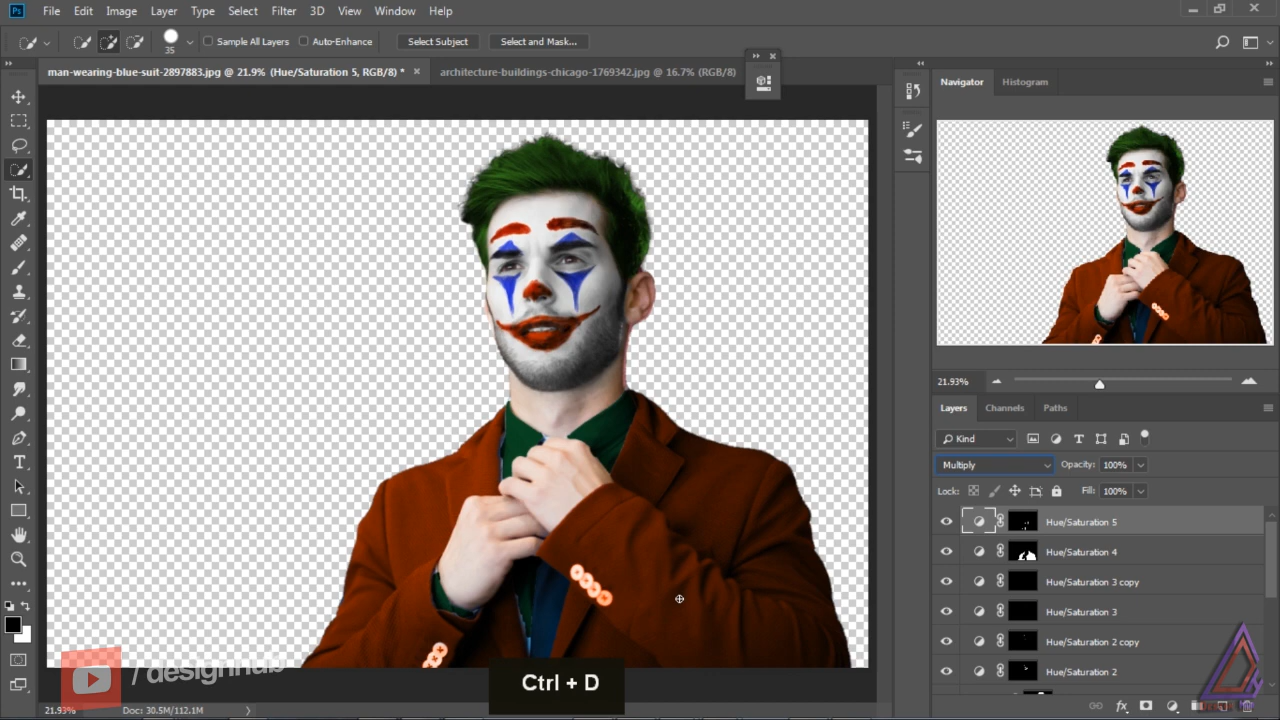 Ps File Edit Image Layer Type Select Filter 3D View Window Help
35 Sample All Layers Auto-Enhance Select Subject Select and Mask...
man-wearing-blue-suit-2897883.jpg @ 21.9% (Hue/Saturation 5, RGB/8) * × architecture-buildings-chicago-1769342.jpg @ 16.7% (RGB/8)
Navigator Histogram
21.93%
Layers Channels Paths
Kind
Multiply Opacity: 100%
Lock: Fill: 100%
Hue/Saturation 5
Hue/Saturation 4
Hue/Saturation 3 copy
Hue/Saturation 3
Hue/Saturation 2 copy
Hue/Saturation 2
/ designhub
Ctrl + D
21.93% Doc: 30.5M/112.1M